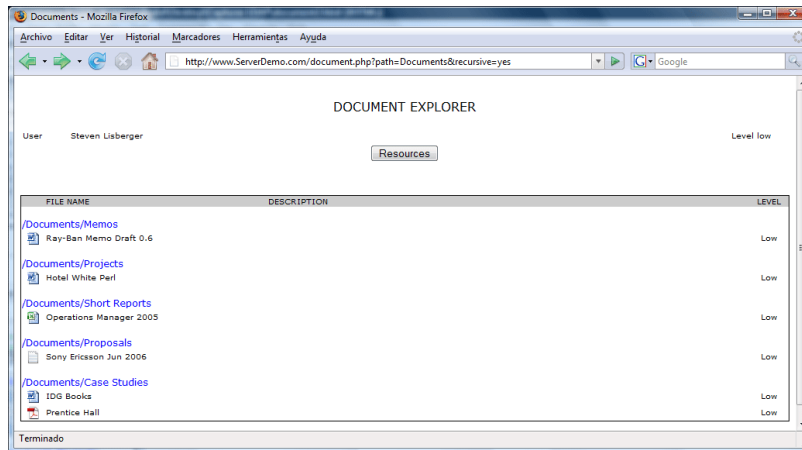 Documents - Mozilla Firefox
Archivo Editar Ver Historial Marcadores Herramientas Ayuda
http://www.ServerDemo.com/document.php?path=Documents&recursive=yes G Google
DOCUMENT EXPLORER
User Steven Lisberger Level low
Resources
FILE NAME DESCRIPTION LEVEL
/Documents/Memos
Ray-Ban Memo Draft 0.6 Low
/Documents/Projects
Hotel White Perl Low
/Documents/Short Reports
Operations Manager 2005 Low
/Documents/Proposals
Sony Ericsson Jun 2006 Low
/Documents/Case Studies
IDG Books Low
Prentice Hall Low
Terminado